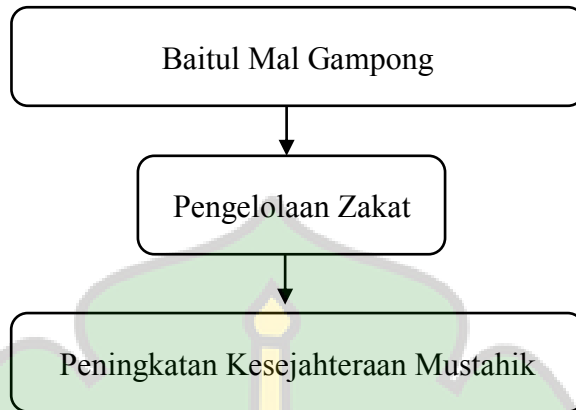 Baitul Mal Gampong
Pengelolaan Zakat
Peningkatan Kesejahteraan Mustahik